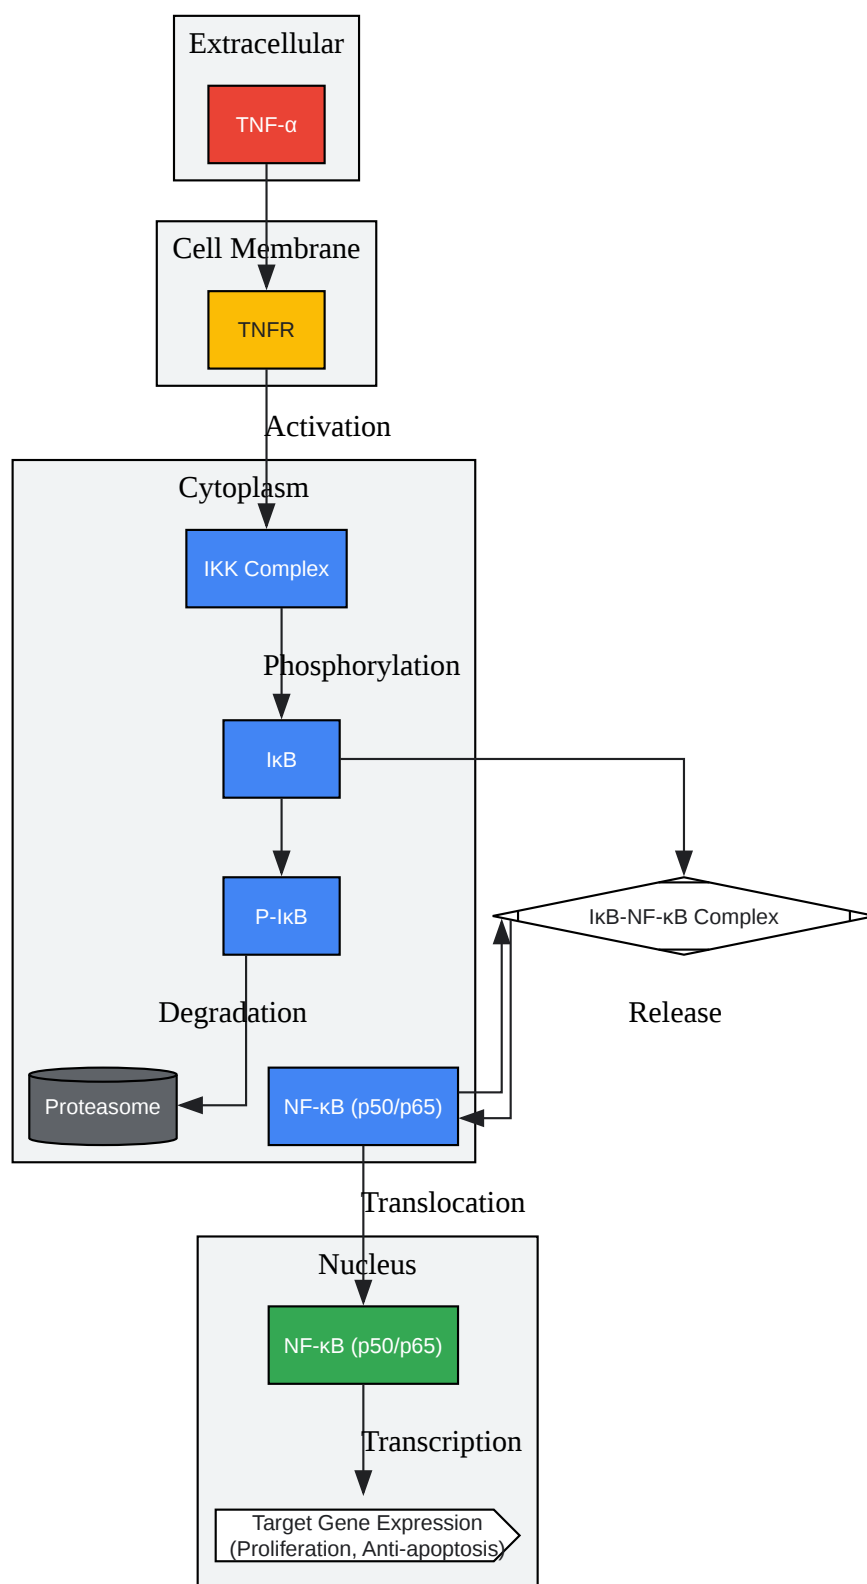 Extracellular
TNF-α
Cell Membrane
TNFR
Activation
Cytoplasm
IKK Complex
Phosphorylation
IκB
P-IκB
IκB-NF-κB Complex
Degradation
Release
Proteasome
NF-κB (p50/p65)
Translocation
Nucleus
NF-κB (p50/p65)
Transcription
Target Gene Expression
(Proliferation, Anti-apoptosis)